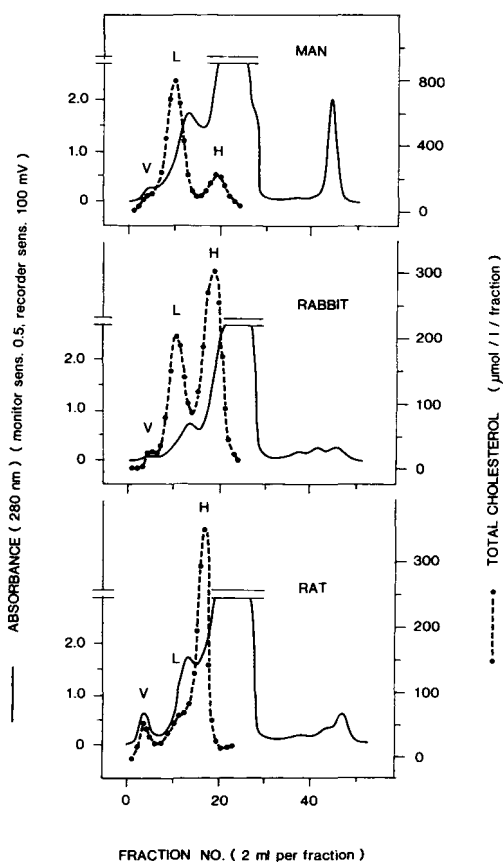 MAN
L
V
H
2.0
1.0
0
800
600
400
200
0
RABBIT
H
L
V
2.0
1.0
0
300
200
100
0
RAT
H
L
V
2.0
1.0
0
300
200
100
0
0 20 40
FRACTION NO. ( 2 ml per fraction )
ABSORBANCE ( 280 nm ) ( monitor sens. 0.5, recorder sens. 100 mV )
TOTAL CHOLESTEROL ( µmol / l / fraction )